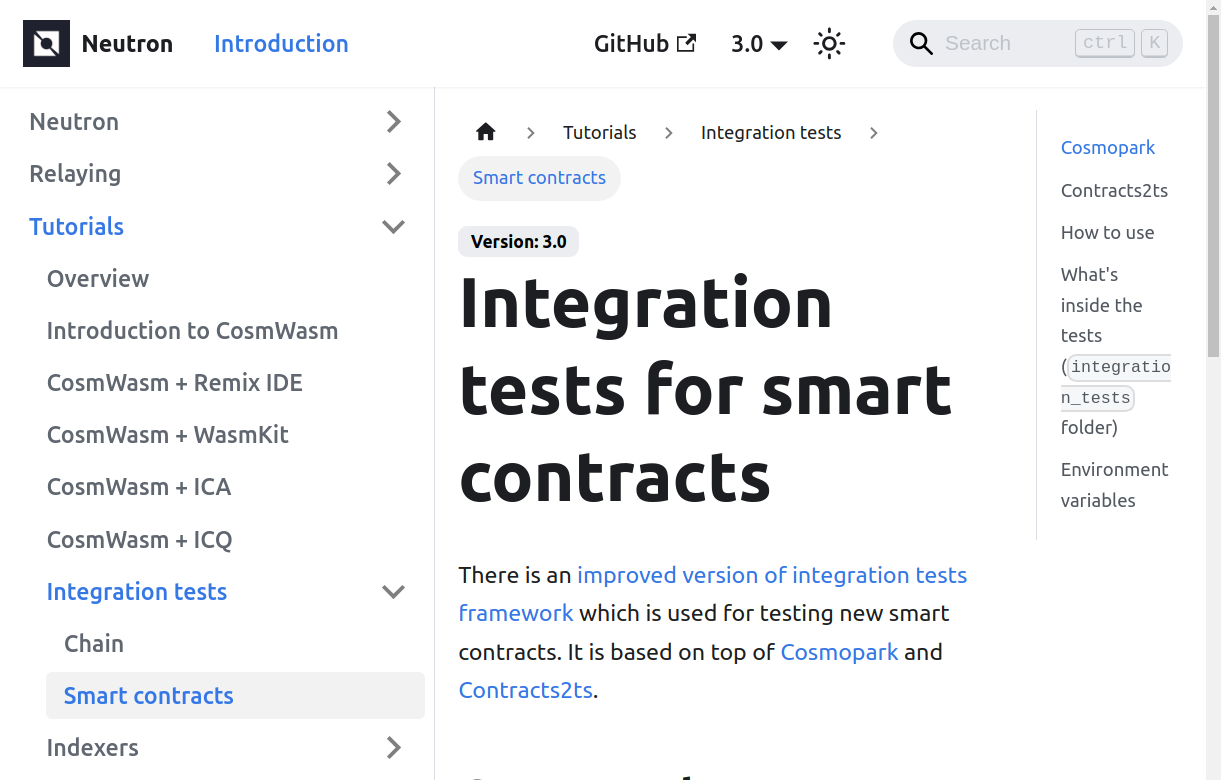 Neutron Introduction GitHub 3.0 Search ctrl K
Neutron
Relaying
Tutorials
Overview
Introduction to CosmWasm
CosmWasm + Remix IDE
CosmWasm + WasmKit
CosmWasm + ICA
CosmWasm + ICQ
Integration tests
Chain
Smart contracts
Indexers
Tutorials Integration tests
Smart contracts
Version: 3.0
Integration
tests for smart
contracts
There is an improved version of integration tests
framework which is used for testing new smart
contracts. It is based on top of Cosmopark and
Contracts2ts.
Cosmopark
Contracts2ts
How to use
What's
inside the
tests
(integratio
n_tests
folder)
Environment
variables